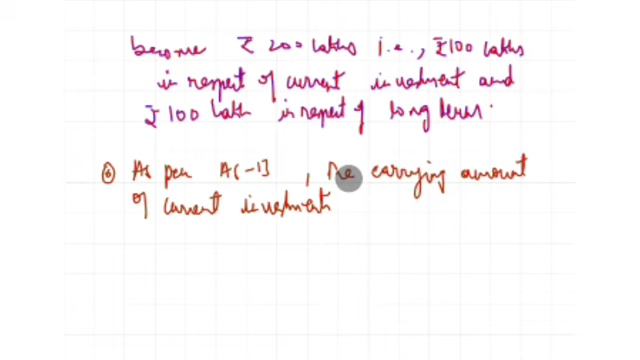 become ₹ 200 lakhs i.e., ₹100 lakhs
in respect of current investment and
₹100 lakh in respect of long term.
⑥ As per A[-13 , the carrying amount
of current investment